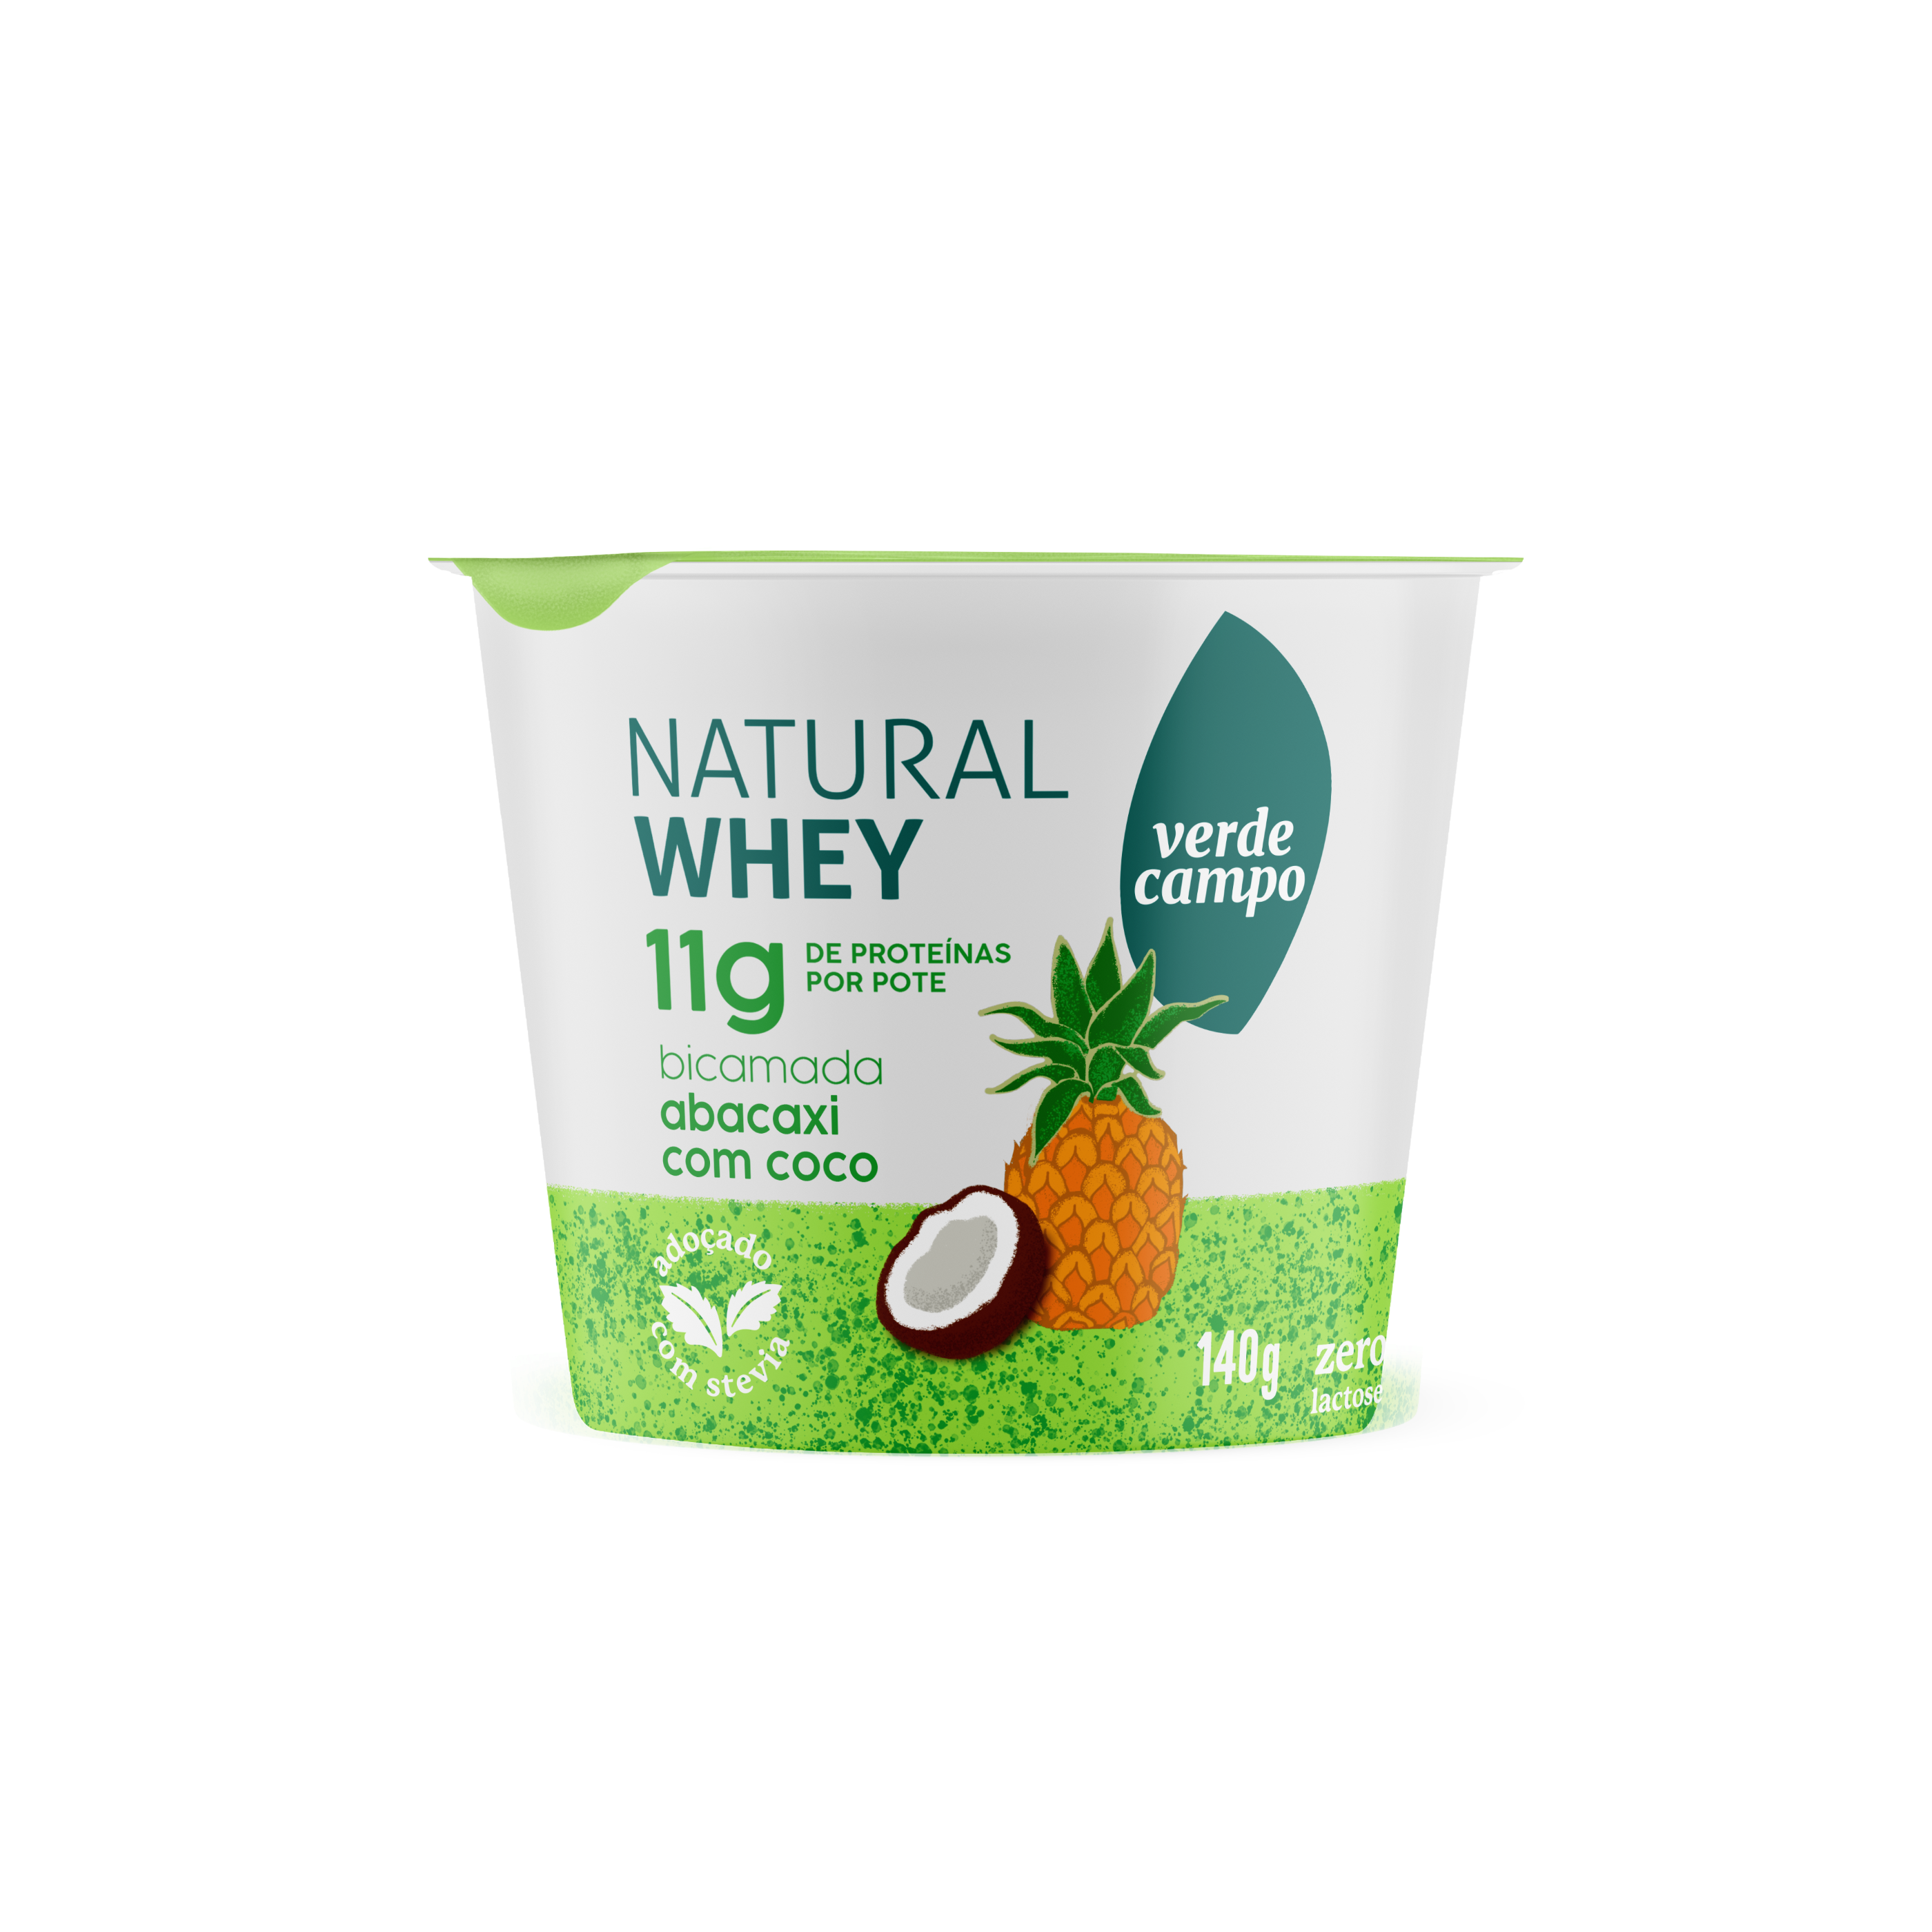 NATURAL
WHEY
verde
campo
11g
DE PROTEÍNAS
POR POTE
bicamada
abacaxi
com coco
adoçado
com stevia
140g
zero
lactose